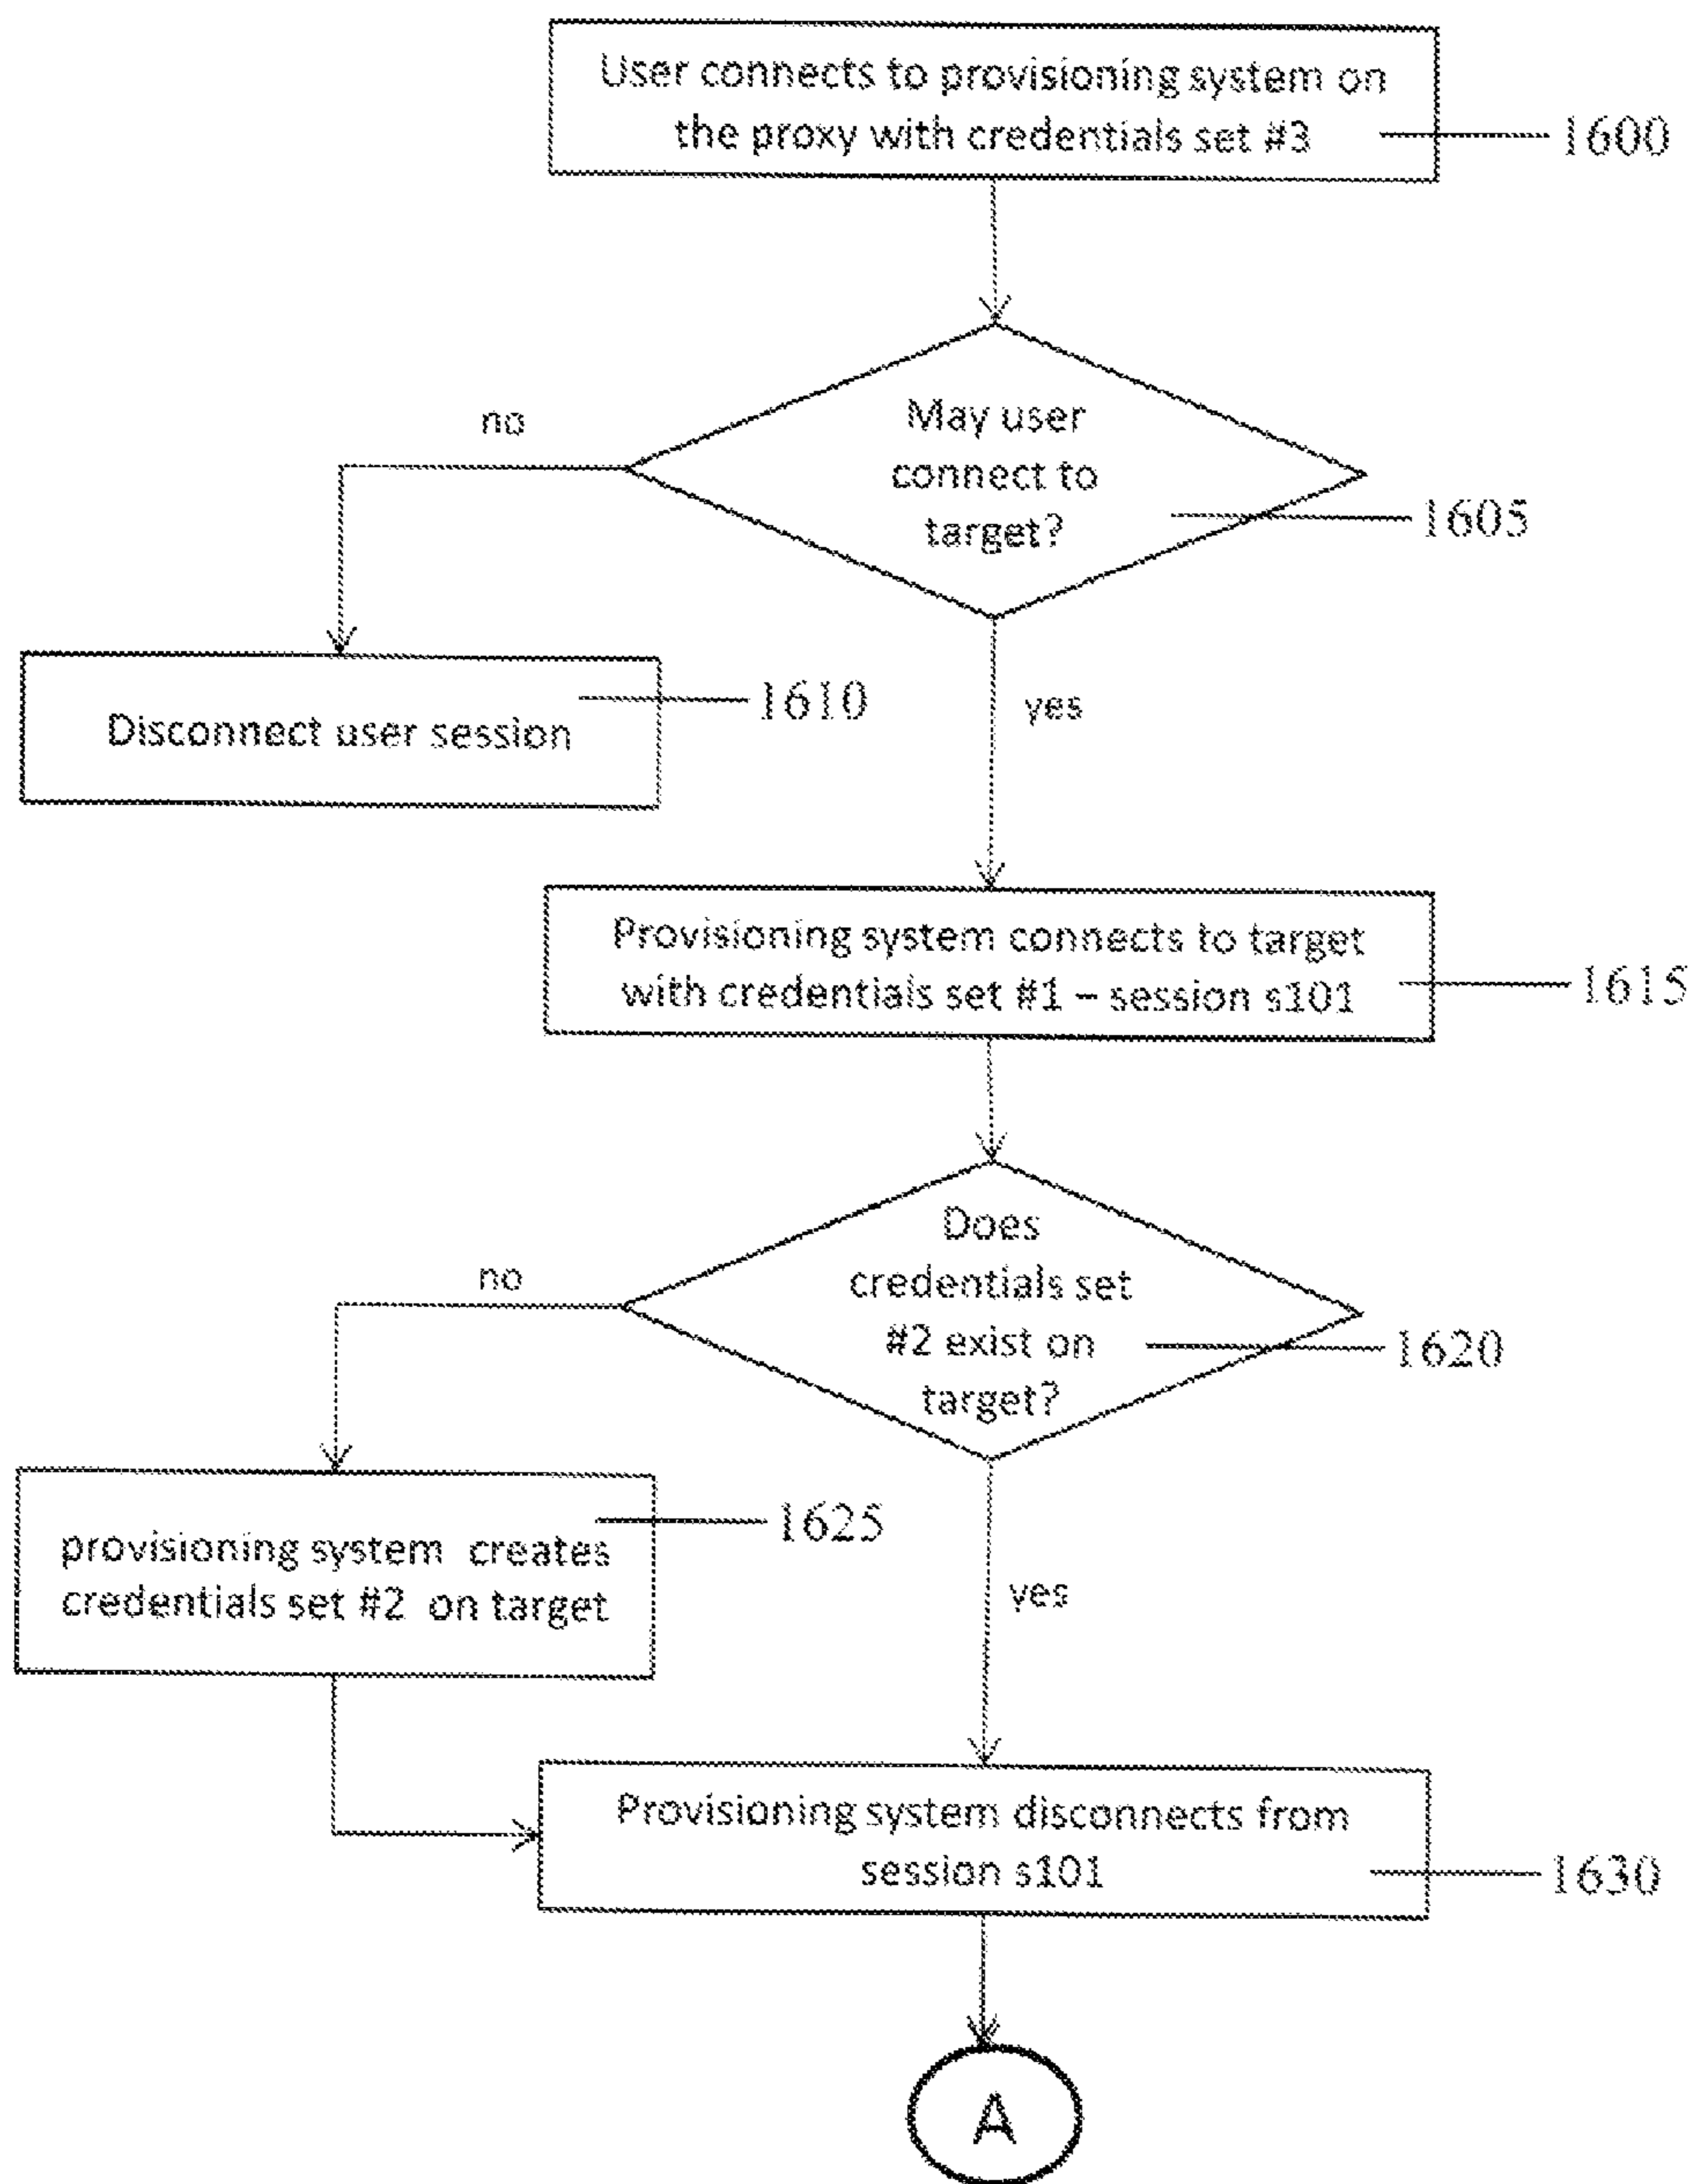 User connects to provisioning system on
the proxy with credentials set #3
1600
May user
connect to
target?
1605
no
Disconnect user session
1610
yes
Provisioning system connects to target
with credentials set #1 – session s101
1615
Does
credentials set
#2 exist on
target?
1620
no
provisioning system creates
credentials set #2 on target
1625
yes
Provisioning system disconnects from
session s101
1630
A